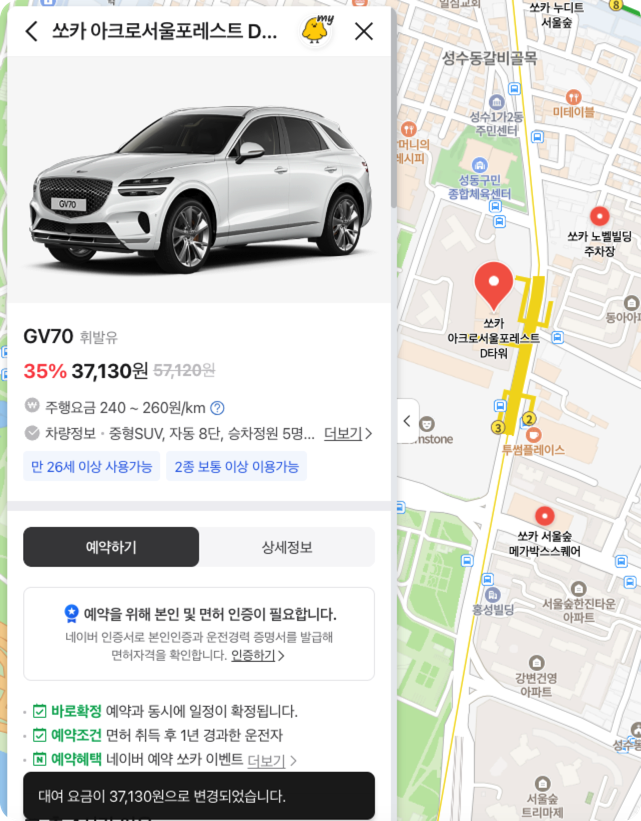 쏘카 아크로서울포레스트 D...
my
GV70
GV70 휘발유
35% 37,130원 57,120원
주행요금 240 ~ 260원/km
차량정보 · 중형SUV, 자동 8단, 승차정원 5명... 더보기
만 26세 이상 사용가능
2종 보통 이상 이용가능
예약하기
상세정보
예약을 위해 본인 및 면허 인증이 필요합니다.
네이버 인증서로 본인인증과 운전경력 증명서를 발급해
면허자격을 확인합니다. 인증하기
바로확정 예약과 동시에 일정이 확정됩니다.
예약조건 면허 취득 후 1년 경과한 운전자
예약혜택 네이버 예약 쏘카 이벤트 더보기
대여 요금이 37,130원으로 변경되었습니다.
쏘카 누디트
서울숲
8
성수동갈비골목
성수1가2동
주민센터
미테이블
머니의
레시피
성동구민
종합체육센터
쏘카 노벨빌딩
주차장
쏘카
아크로서울포레스트
D타워
동아아파
3
2
mstone
투썸플레이스
쏘카 서울숲
메가박스스퀘어
홍성빌딩
서울숲한진타운
아파트
강변건영
아파트
성수동
서울숲
트리마제